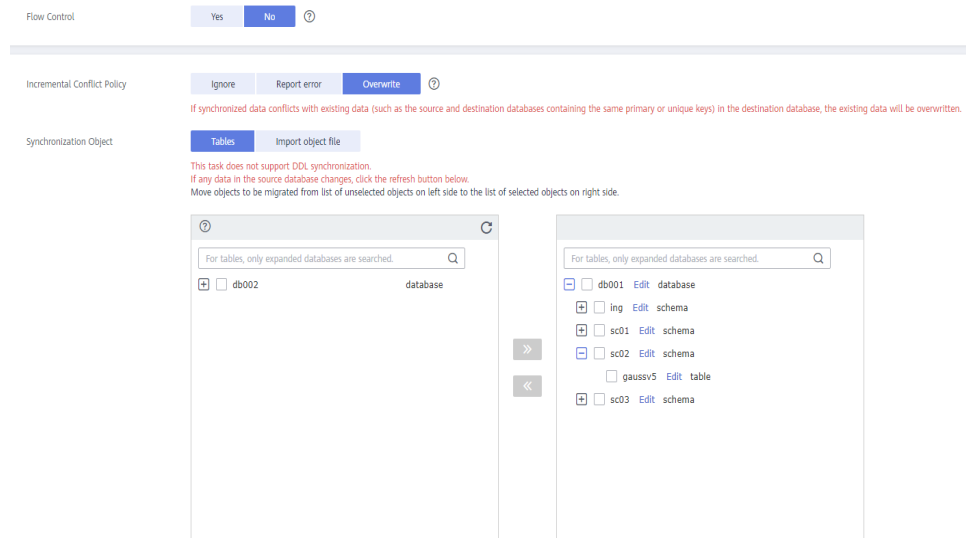 Flow Control Yes No
Incremental Conflict Policy Ignore Report error Overwrite
If synchronized data conflicts with existing data (such as the source and destination databases containing the same primary or unique keys) in the destination database, the existing data will be overwritten.
Synchronization Object Tables Import object file
This task does not support DDL synchronization.
If any data in the source database changes, click the refresh button below.
Move objects to be migrated from list of unselected objects on left side to the list of selected objects on right side.
For tables, only expanded databases are searched.
db002 database
For tables, only expanded databases are searched.
db001 Edit database
ing Edit schema
sc01 Edit schema
sc02 Edit schema
gaussv5 Edit table
sc03 Edit schema